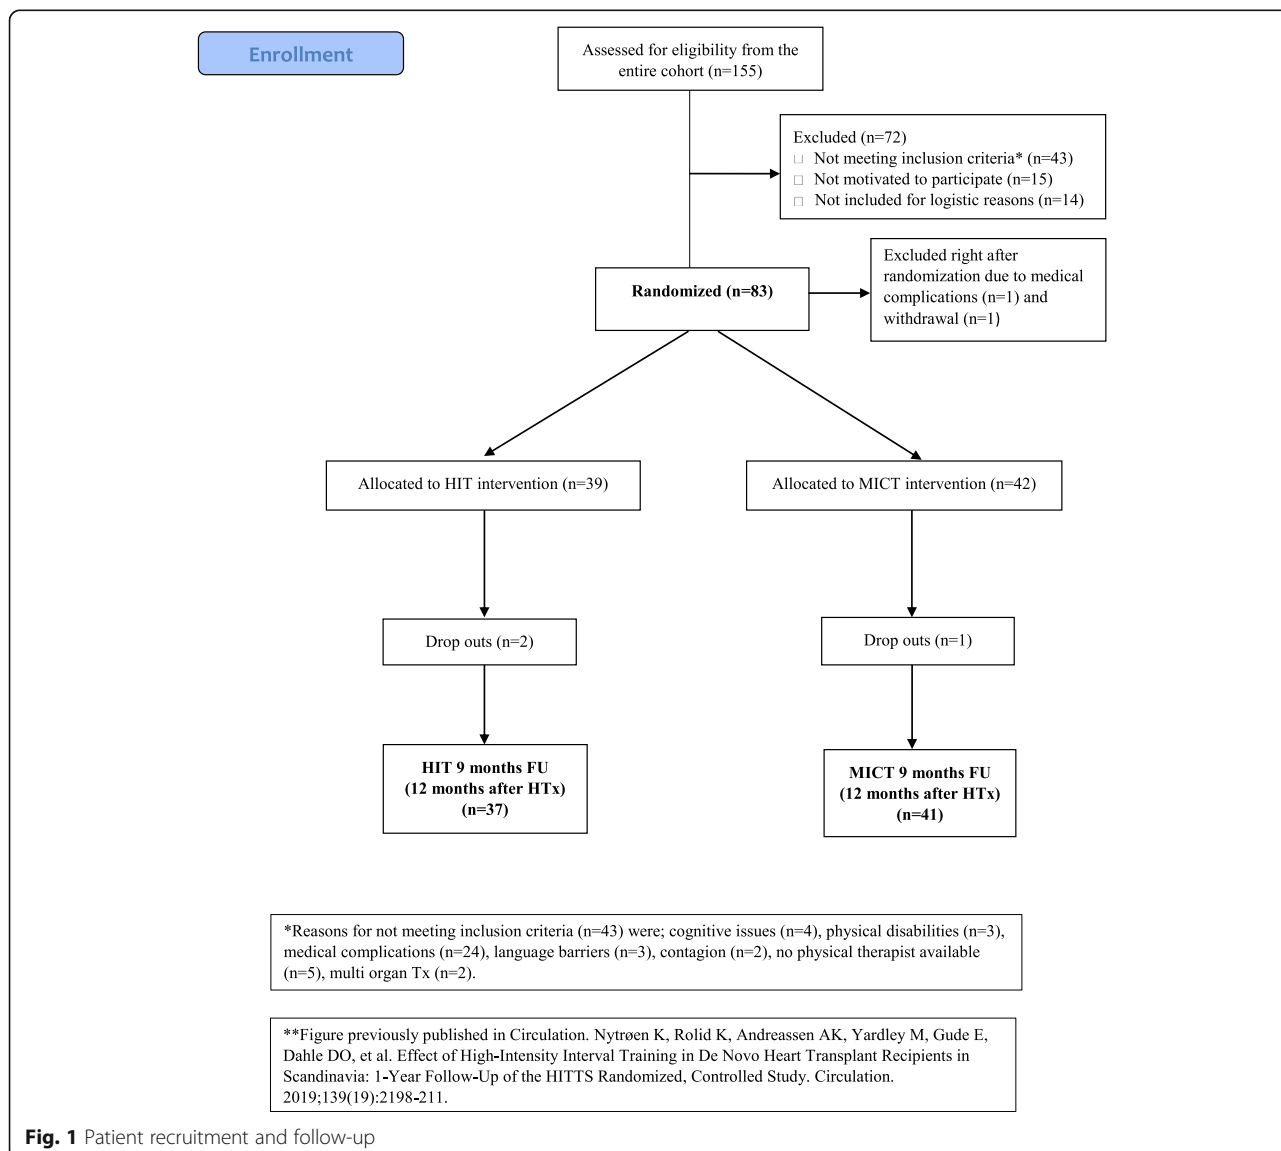 Enrollment
Assessed for eligibility from the
entire cohort (n=155)
Excluded (n=72)
□ Not meeting inclusion criteria* (n=43)
□ Not motivated to participate (n=15)
□ Not included for logistic reasons (n=14)
Excluded right after
randomization due to medical
complications (n=1) and
withdrawal (n=1)
Randomized (n=83)
Allocated to HIT intervention (n=39)
Allocated to MICT intervention (n=42)
Drop outs (n=2)
Drop outs (n=1)
HIT 9 months FU
(12 months after HTx)
(n=37)
MICT 9 months FU
(12 months after HTx)
(n=41)
*Reasons for not meeting inclusion criteria (n=43) were; cognitive issues (n=4), physical disabilities (n=3),
medical complications (n=24), language barriers (n=3), contagion (n=2), no physical therapist available
(n=5), multi organ Tx (n=2).
**Figure previously published in Circulation. Nytrøen K, Rolid K, Andreassen AK, Yardley M, Gude E,
Dahle DO, et al. Effect of High-Intensity Interval Training in De Novo Heart Transplant Recipients in
Scandinavia: 1-Year Follow-Up of the HITTS Randomized, Controlled Study. Circulation.
2019;139(19):2198-211.
Fig. 1 Patient recruitment and follow-up